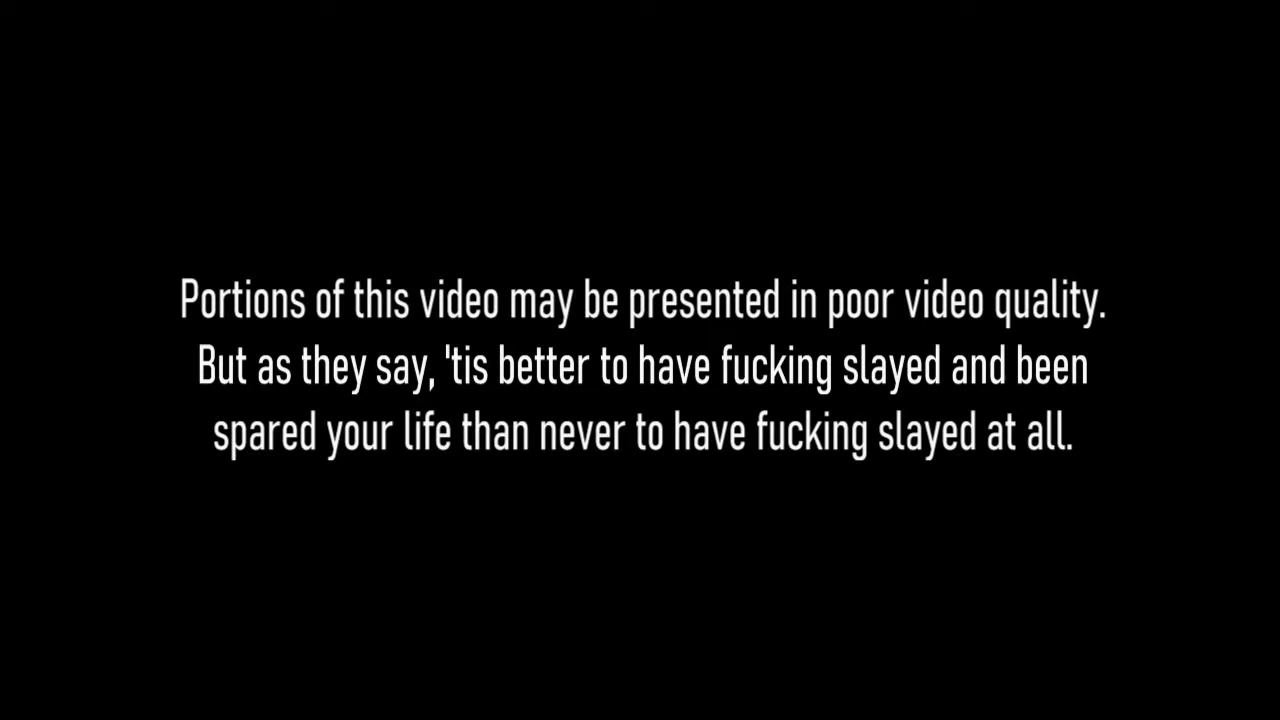 Portions of this video may be presented in poor video quality.
But as they say, 'tis better to have fucking slayed and been
spared your life than never to have fucking slayed at all.